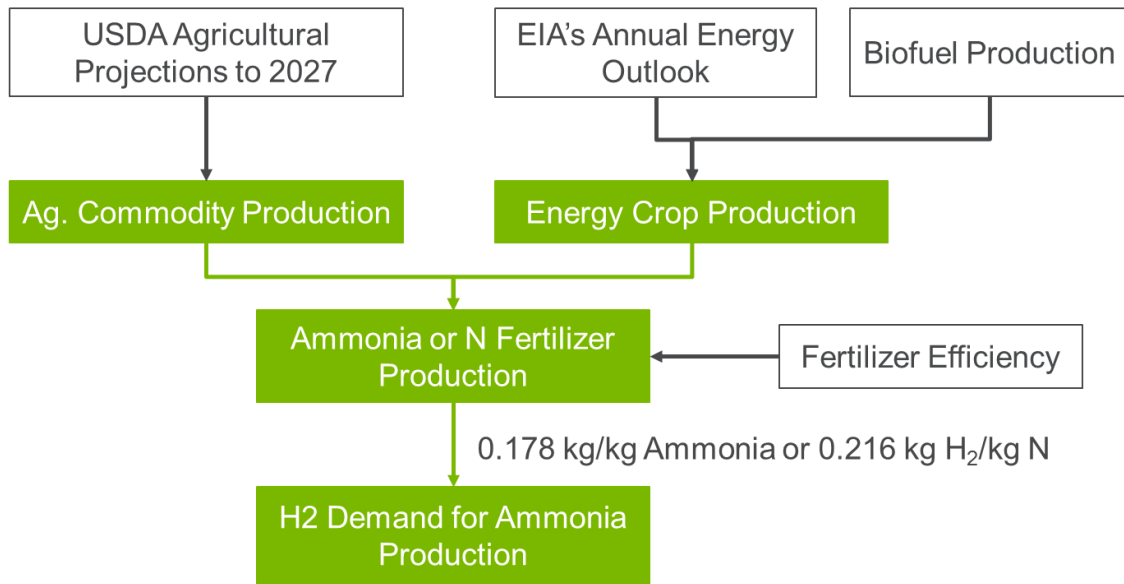 USDA Agricultural
Projections to 2027
EIA's Annual Energy
Outlook
Biofuel Production
Ag. Commodity Production
Energy Crop Production
Ammonia or N Fertilizer
Production
Fertilizer Efficiency
0.178 kg/kg Ammonia or 0.216 kg H₂/kg N
H2 Demand for Ammonia
Production